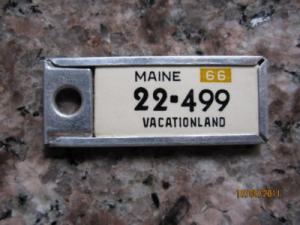 MAINE 66
22-499
VACATIONLAND